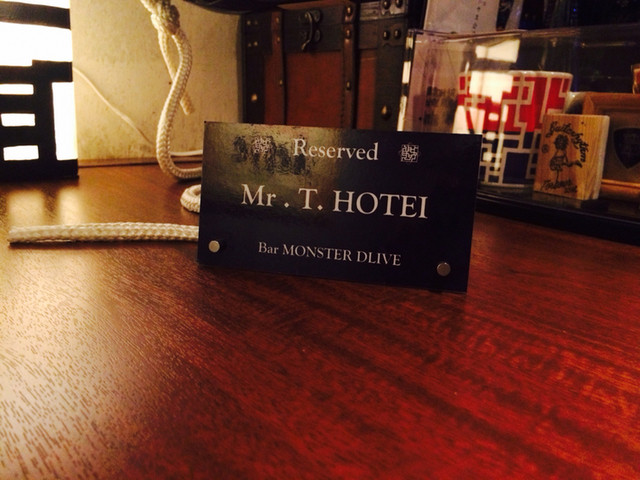 Reserved
Mr . T. HOTEI
Bar MONSTER DLIVE